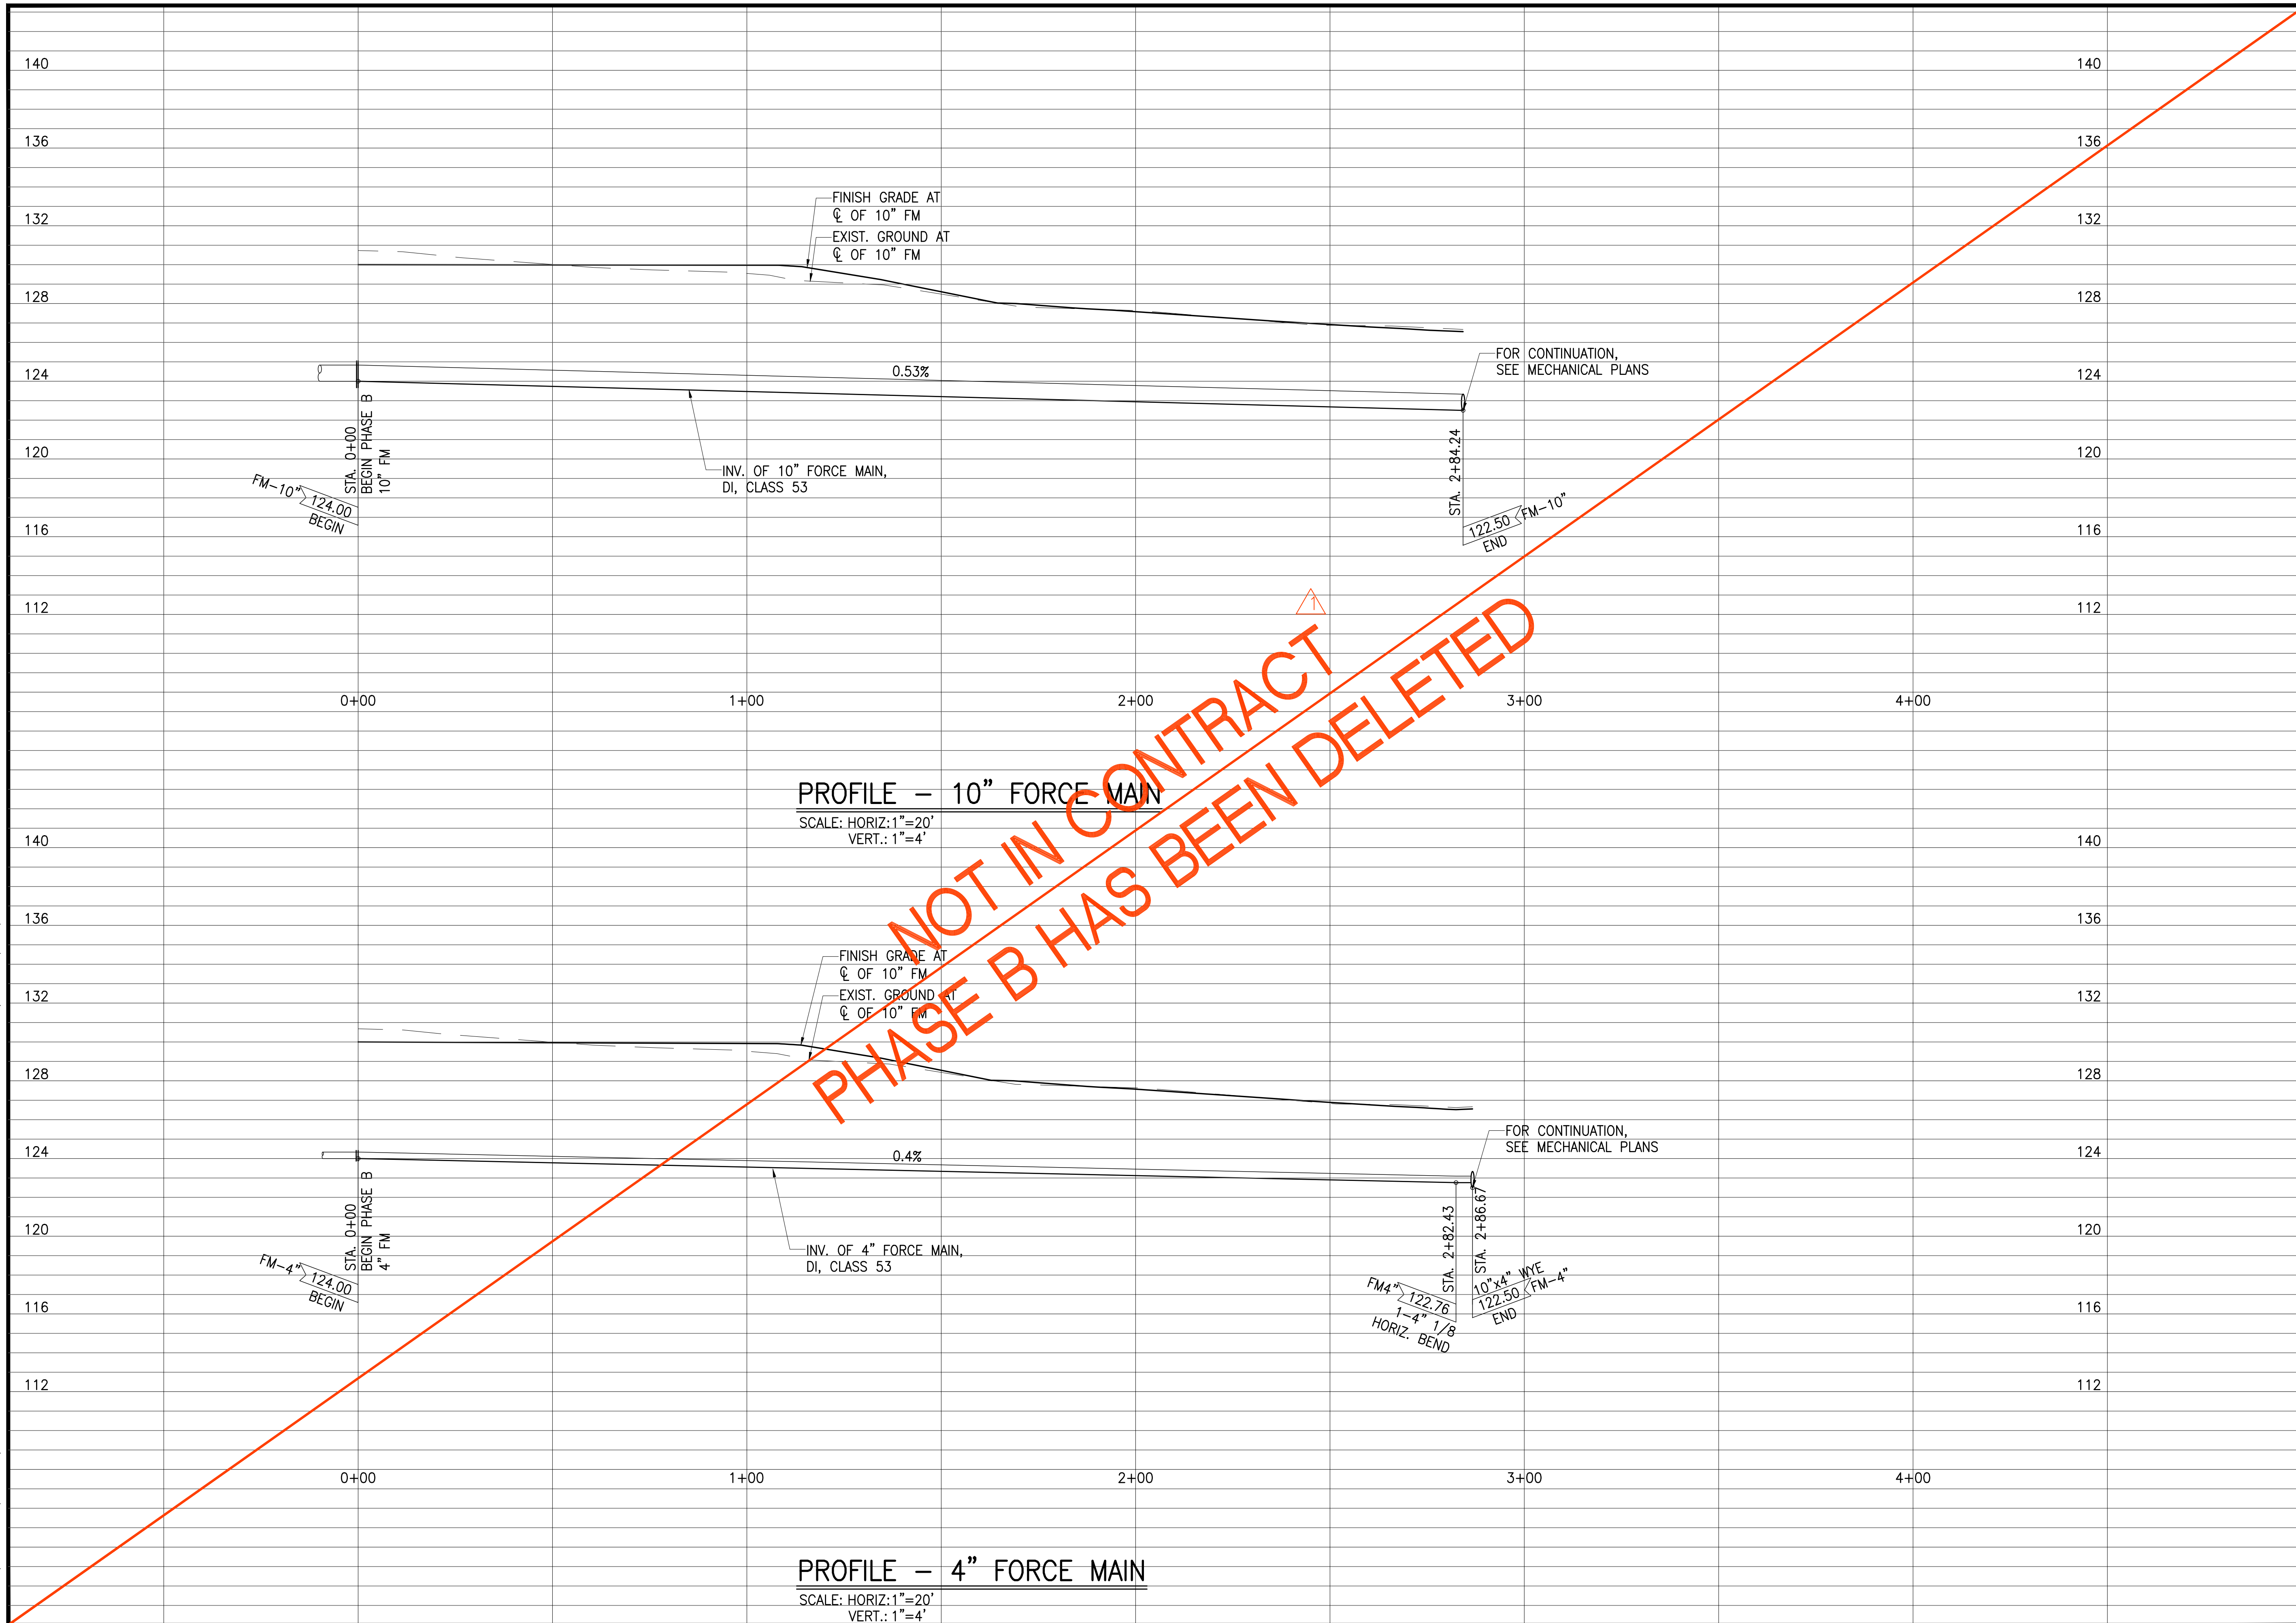 140
140
136
136
FINISH GRADE AT
℄ OF 10" FM
132
132
EXIST. GROUND AT
℄ OF 10" FM
128
128
FOR CONTINUATION,
SEE MECHANICAL PLANS
124
0.53%
124
STA. 0+00
BEGIN PHASE B
10" FM
120
120
INV. OF 10" FORCE MAIN,
DI, CLASS 53
STA. 2+84.24
FM-10"
124.00
BEGIN
122.50
FM-10"
END
116
116
112
112
1
0+00
1+00
2+00
3+00
4+00
NOT IN CONTRACT
PHASE B HAS BEEN DELETED
PROFILE - 10" FORCE MAIN
SCALE: HORIZ:1"=20'
VERT.: 1"=4'
140
140
136
136
FINISH GRADE AT
℄ OF 10" FM
132
132
EXIST. GROUND AT
℄ OF 10" FM
128
128
FOR CONTINUATION,
SEE MECHANICAL PLANS
124
0.4%
124
STA. 0+00
BEGIN PHASE B
4" FM
120
120
INV. OF 4" FORCE MAIN,
DI, CLASS 53
STA. 2+82.43
STA. 2+86.67
FM-4"
124.00
BEGIN
FM4"
122.76
1-4" 1/8
HORIZ. BEND
10"x4" WYE
122.50
FM-4"
END
116
116
112
112
0+00
1+00
2+00
3+00
4+00
PROFILE - 4" FORCE MAIN
SCALE: HORIZ:1"=20'
VERT.: 1"=4'